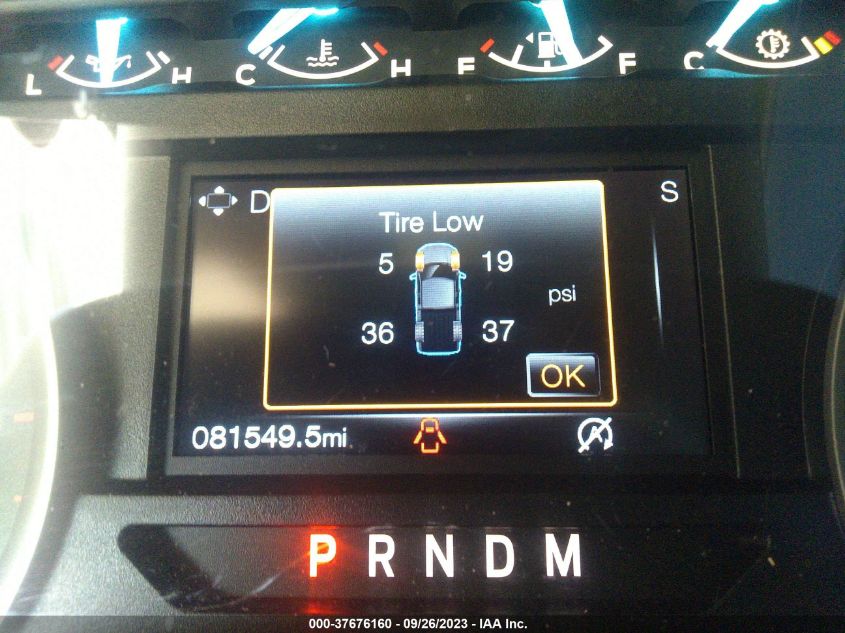 L H C H E F C
D S
Tire Low
5 19
psi
36 37
OK
081549.5mi
P R N D M
000-37676160 - 09/26/2023 - IAA Inc.